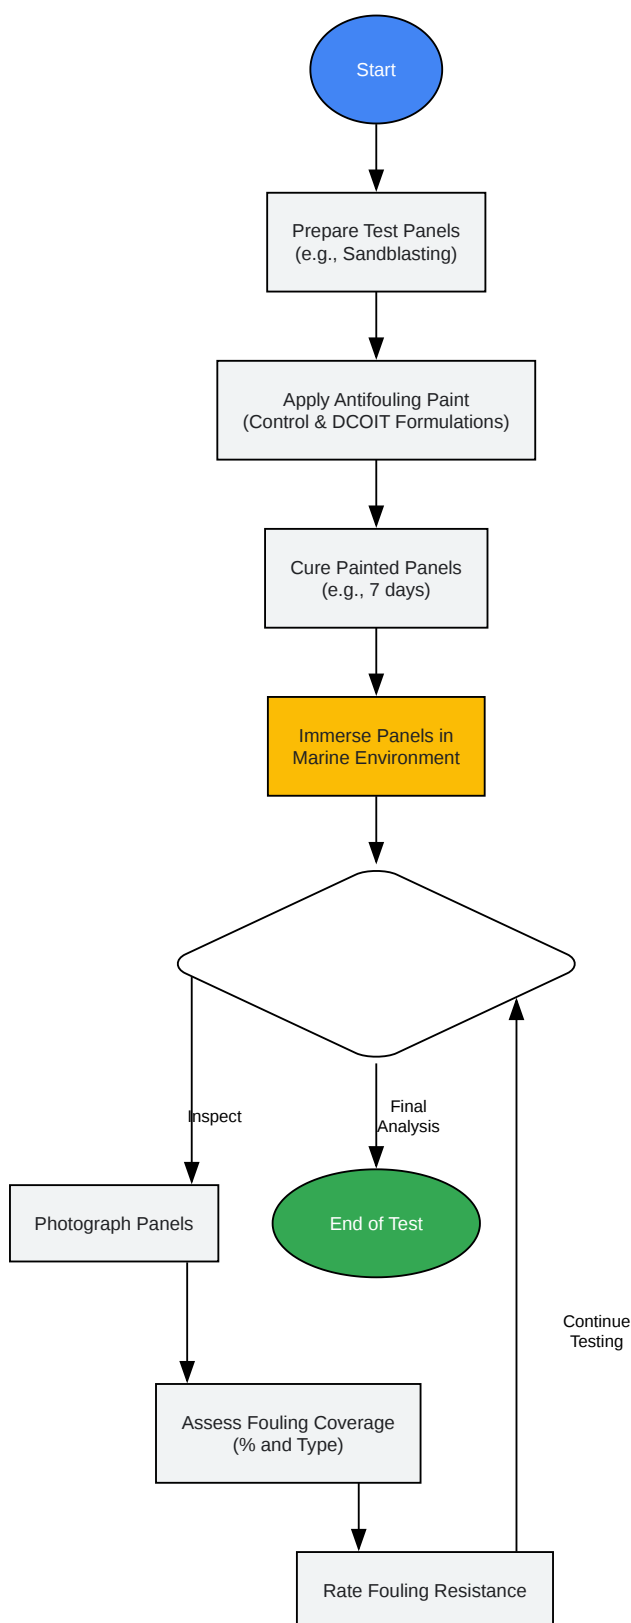 Start
Prepare Test Panels
(e.g., Sandblasting)
Apply Antifouling Paint
(Control & DCOIT Formulations)
Cure Painted Panels
(e.g., 7 days)
Immerse Panels in
Marine Environment
Inspect
Final
Analysis
Photograph Panels
End of Test
Continue
Testing
Assess Fouling Coverage
(% and Type)
Rate Fouling Resistance